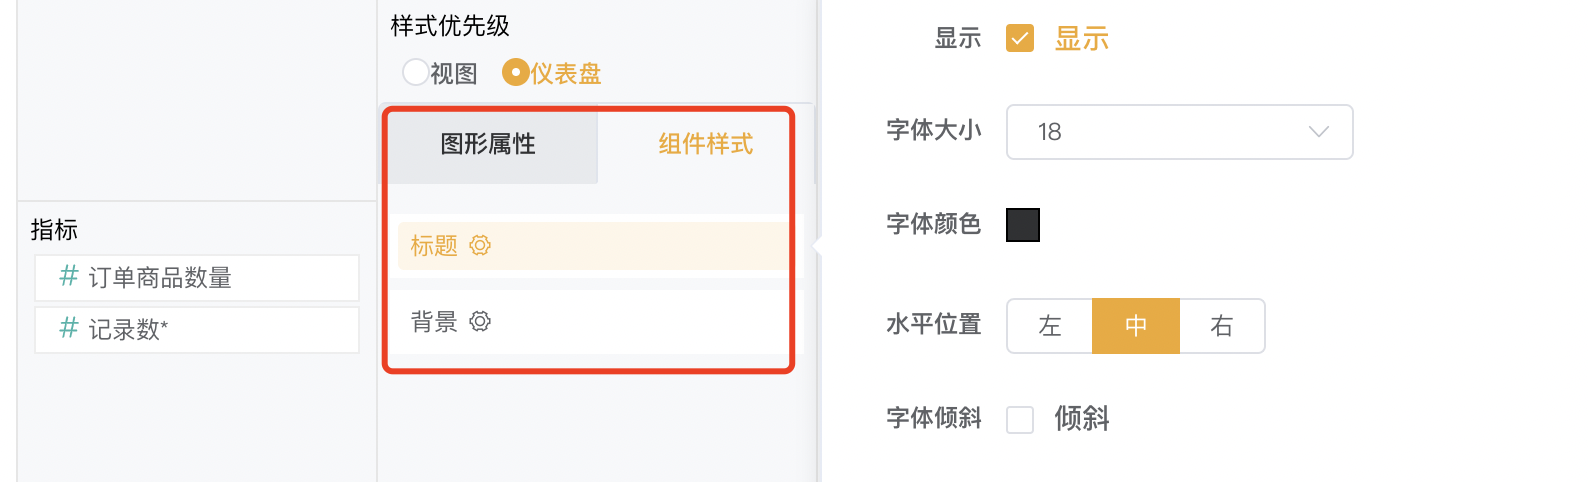 样式优先级
视图 仪表盘
图形属性 组件样式
标题
背景
指标
# 订单商品数量
# 记录数*
显示 显示
字体大小 18
字体颜色
水平位置 左 中 右
字体倾斜 倾斜